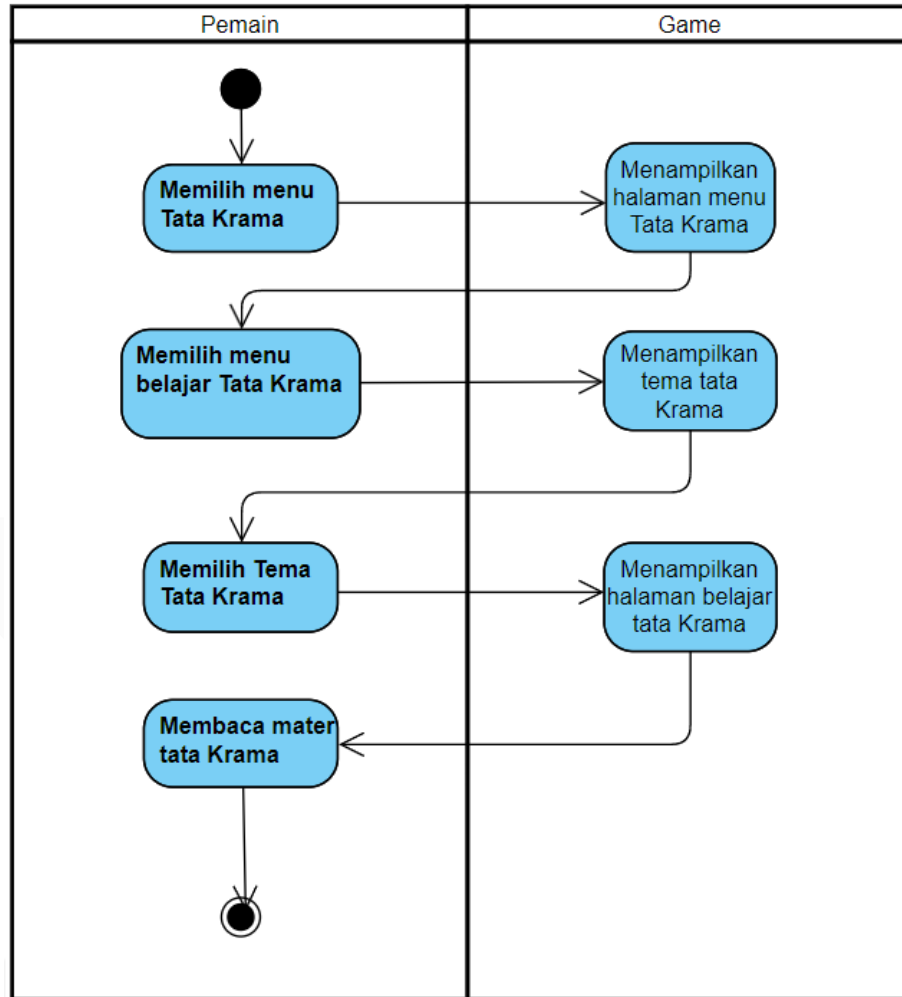 Pemain
Game
Memilih menu
Tata Krama
Menampilkan
halaman menu
Tata Krama
Memilih menu
belajar Tata Krama
Menampilkan
tema tata
Krama
Memilih Tema
Tata Krama
Menampilkan
halaman belajar
tata Krama
Membaca mater
tata Krama